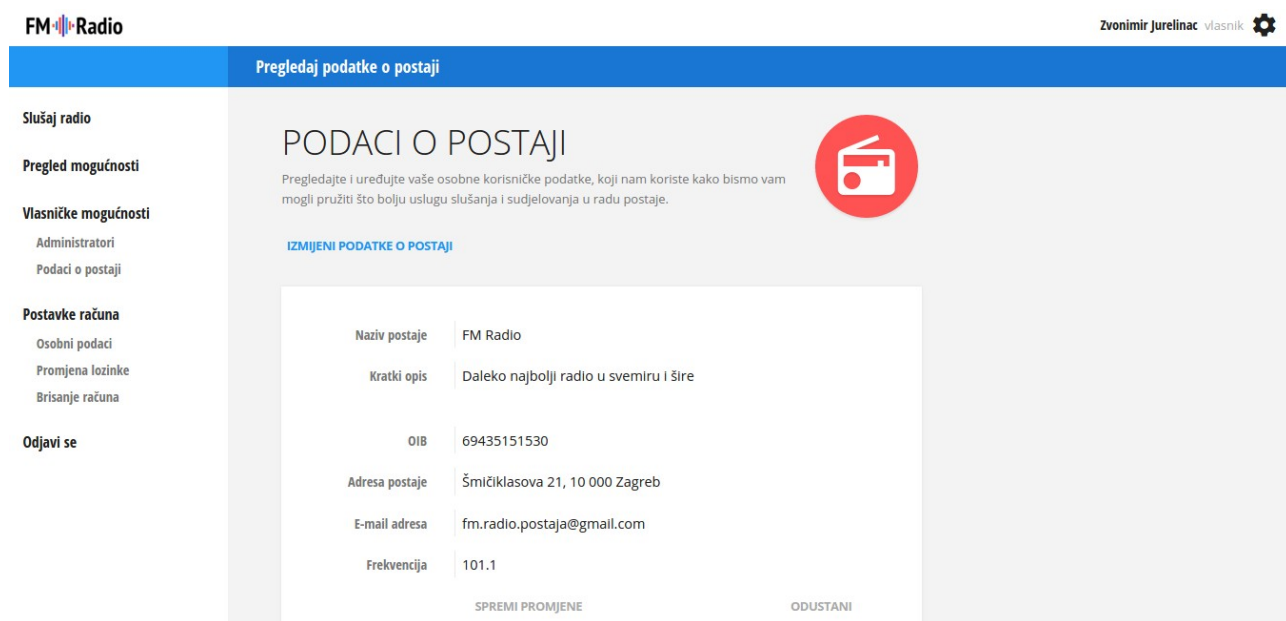 FM Radio
Zvonimir Jurelinac vlasnik
Pregledaj podatke o postaji
Slušaj radio
Pregled mogućnosti
Vlasničke mogućnosti
Administratori
Podaci o postaji
Postavke računa
Osobni podaci
Promjena lozinke
Brisanje računa
Odjavi se
PODACI O POSTAJI
Pregledajte i uređujte vaše osobne korisničke podatke, koji nam koriste kako bismo vam
mogli pružiti što bolju uslugu slušanja i sudjelovanja u radu postaje.
IZMIJENI PODATKE O POSTAJI
Naziv postaje FM Radio
Kratki opis Daleko najbolji radio u svemiru i šire
OIB 69435151530
Adresa postaje Šmičiklasova 21, 10 000 Zagreb
E-mail adresa fm.radio.postaja@gmail.com
Frekvencija 101.1
SPREMI PROMJENE ODUSTANI